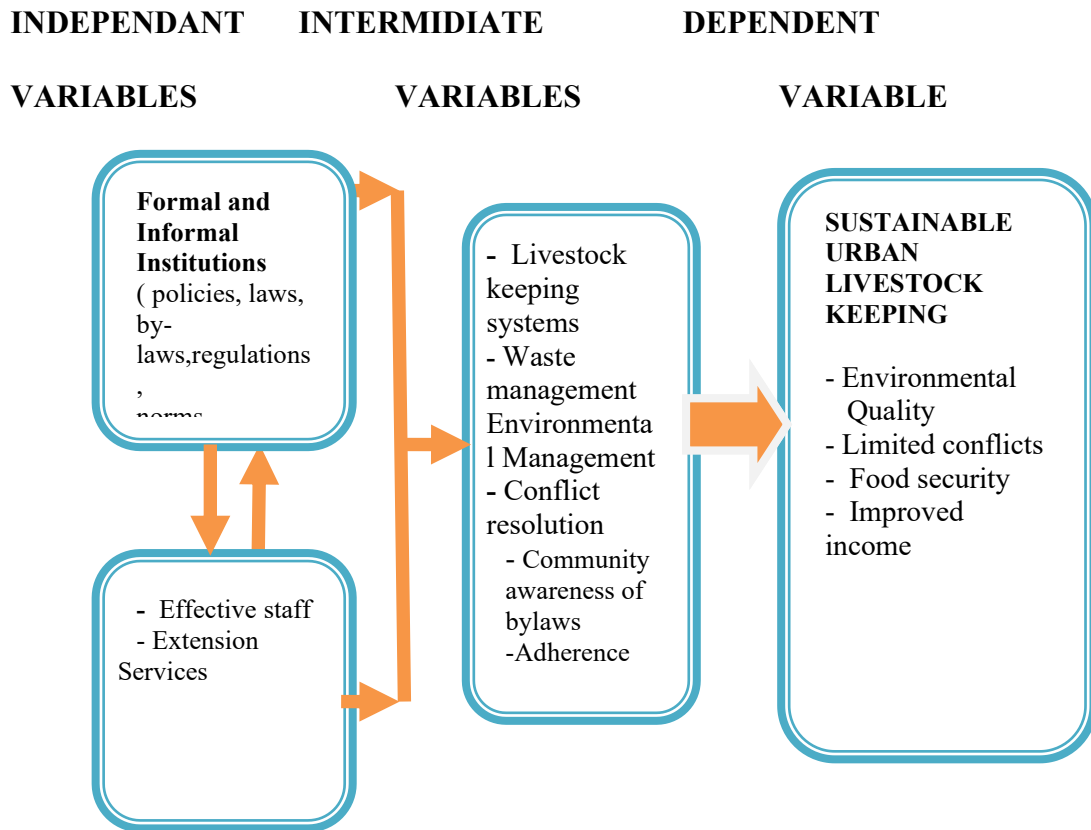 INDEPENDANT INTERMIDIATE DEPENDENT
VARIABLES VARIABLES VARIABLE
Formal and
Informal
Institutions
( policies, laws,
by-
laws,regulations
,
norms
- Effective staff
- Extension
Services
- Livestock
keeping
systems
- Waste
management
Environmenta
l Management
- Conflict
resolution
- Community
awareness of
bylaws
-Adherence
SUSTAINABLE
URBAN
LIVESTOCK
KEEPING
- Environmental
Quality
- Limited conflicts
- Food security
- Improved
income